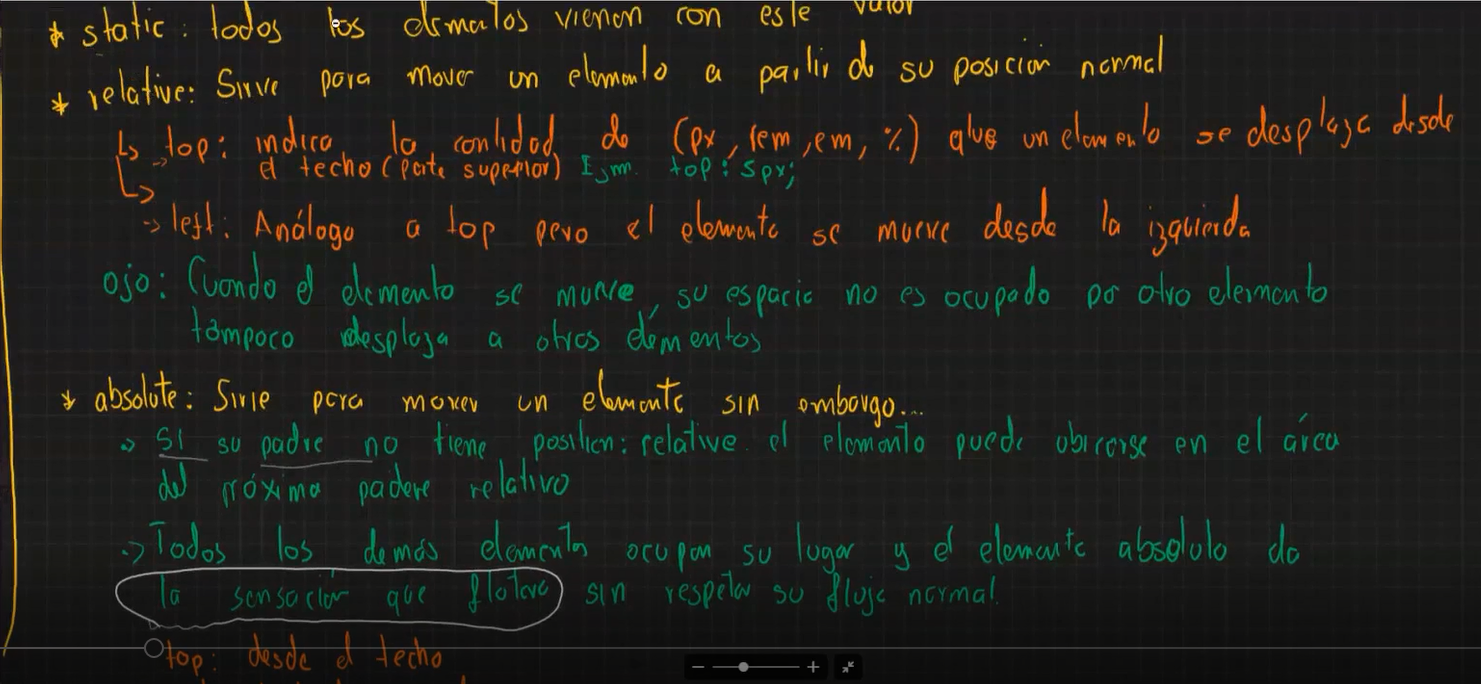 * static: todos los elementos vienen con este valor
* relative: Sirve para mover un elemento a partir de su posición normal
↳ → top: indica la cantidad de (px, rem, em, %) que un elemento se desplaza desde
el techo (parte superior) Ejm. top: 5px;
↳ → left: Análogo a top pero el elemento se mueve desde la izquierda
ojo: Cuando el elemento se mueve, su espacio no es ocupado po otro elemento
tampoco desplaza a otros elementos
* absolute: Sirve para mover un elemento sin embargo...
→ Si su padre no tiene position: relative el elemento puede ubicarse en el área
del próximo padere relativo
→ Todos los demás elementos ocupan su lugar y el elemento absoluto da
la sensación que flotara sin respetar su flujo normal.
top: desde el techo